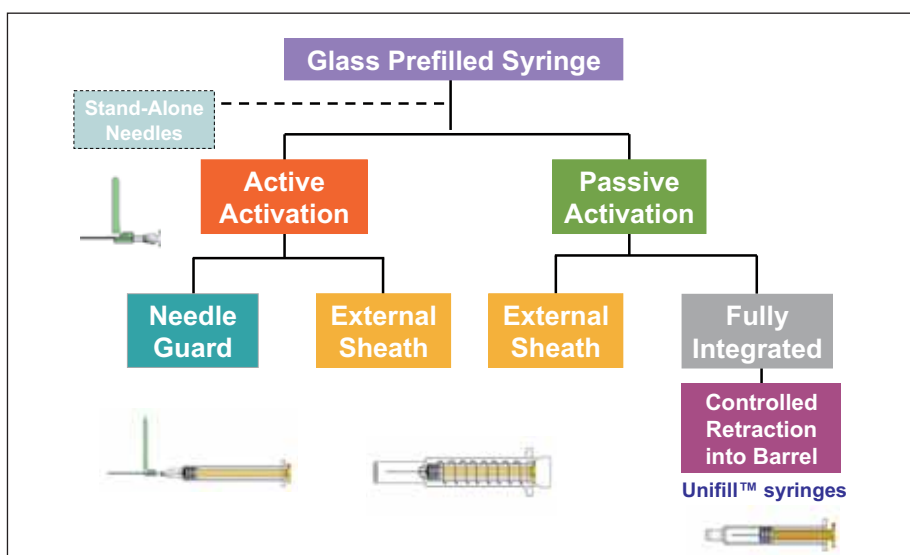 Glass Prefilled Syringe
Stand-Alone
Needles
Active
Activation
Passive
Activation
Needle
Guard
External
Sheath
External
Sheath
Fully
Integrated
Controlled
Retraction
into Barrel
Unifill™ syringes